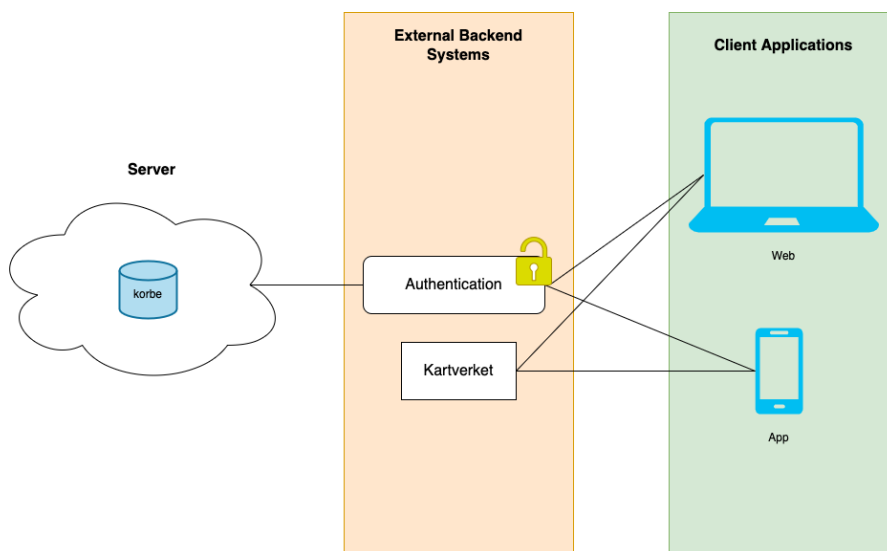 External Backend
Systems
Client Applications
Server
korbe
Authentication
Kartverket
Web
App